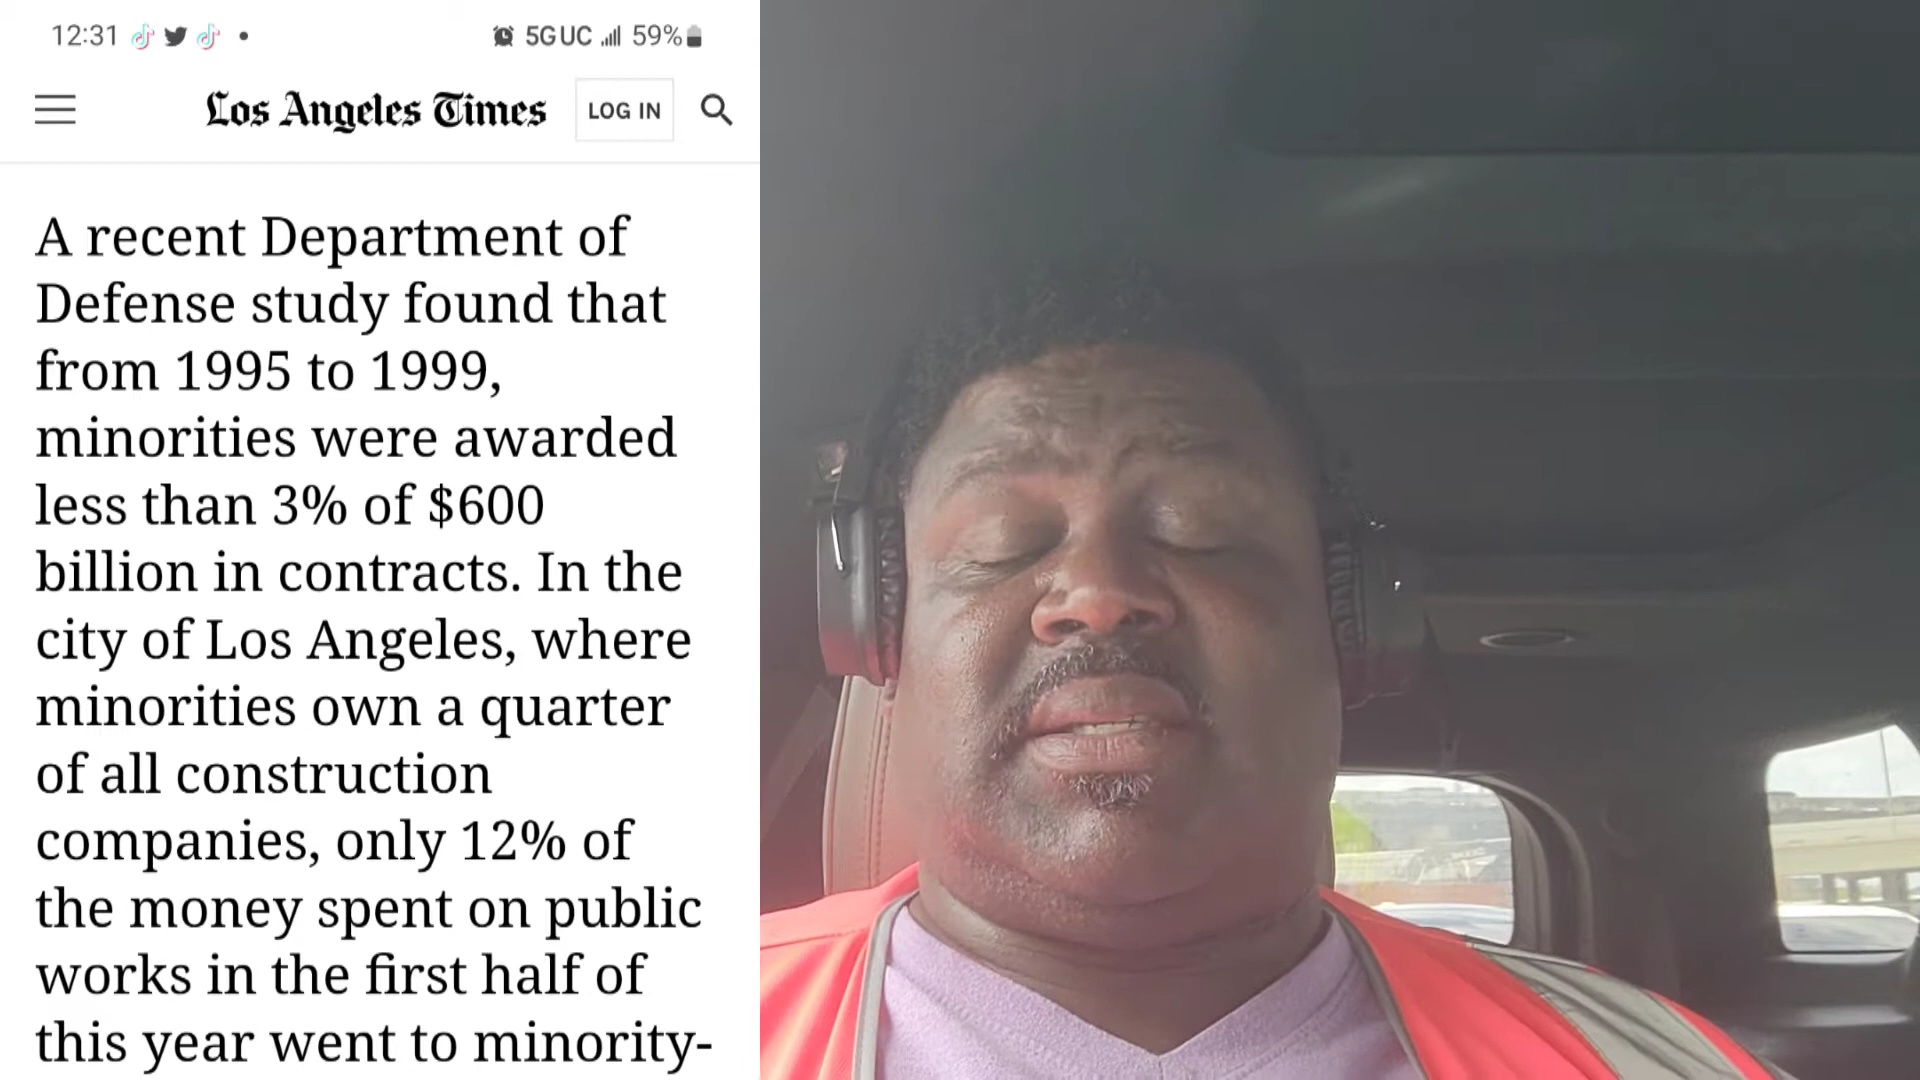 12:31 5G UC 59%
Los Angeles Times LOG IN
A recent Department of
Defense study found that
from 1995 to 1999,
minorities were awarded
less than 3% of $600
billion in contracts. In the
city of Los Angeles, where
minorities own a quarter
of all construction
companies, only 12% of
the money spent on public
works in the first half of
this year went to minority-